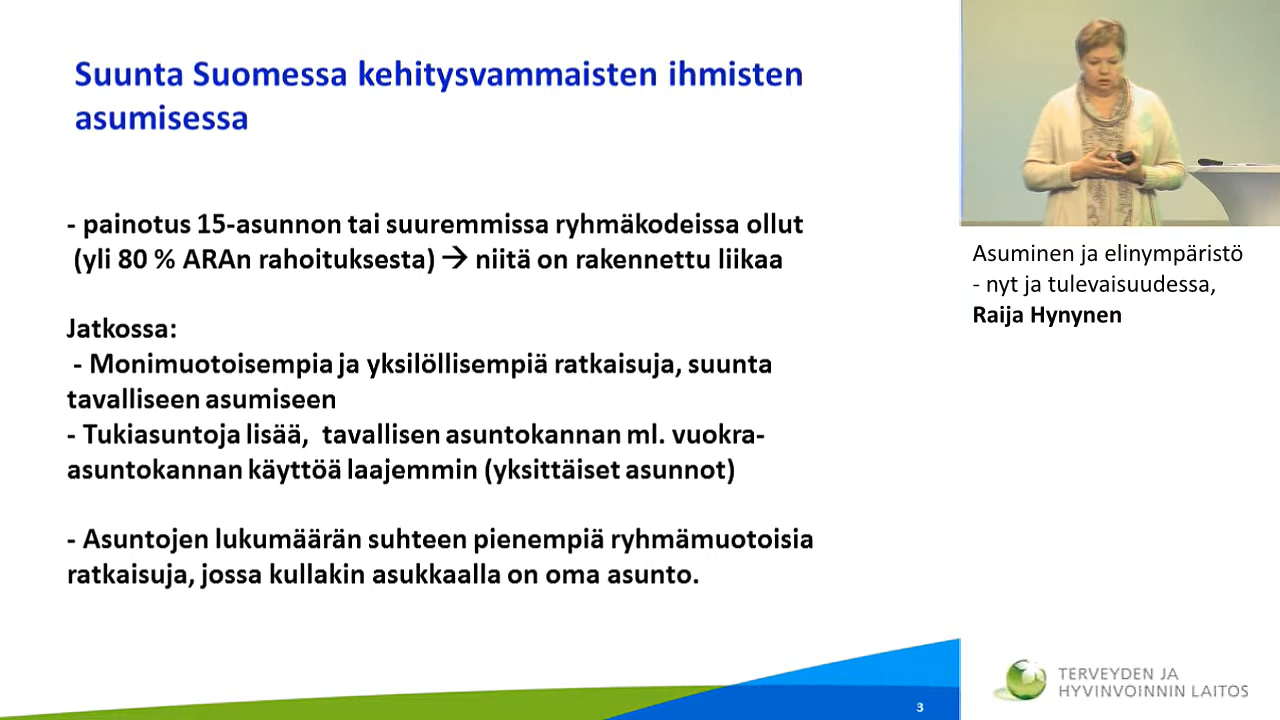 Suunta Suomessa kehitysvammaisten ihmisten
asumisessa
- painotus 15-asunnon tai suuremmissa ryhmäkodeissa ollut
(yli 80 % ARAn rahoituksesta) → niitä on rakennettu liikaa
Jatkossa:
- Monimuotoisempia ja yksilöllisempiä ratkaisuja, suunta
tavalliseen asumiseen
- Tukiasuntoja lisää, tavallisen asuntokannan ml. vuokra-
asuntokannan käyttöä laajemmin (yksittäiset asunnot)
- Asuntojen lukumäärän suhteen pienempiä ryhmämuotoisia
ratkaisuja, jossa kullakin asukkaalla on oma asunto.
3
Asuminen ja elinympäristö
- nyt ja tulevaisuudessa,
Raija Hynynen
TERVEYDEN JA
HYVINVOINNIN LAITOS